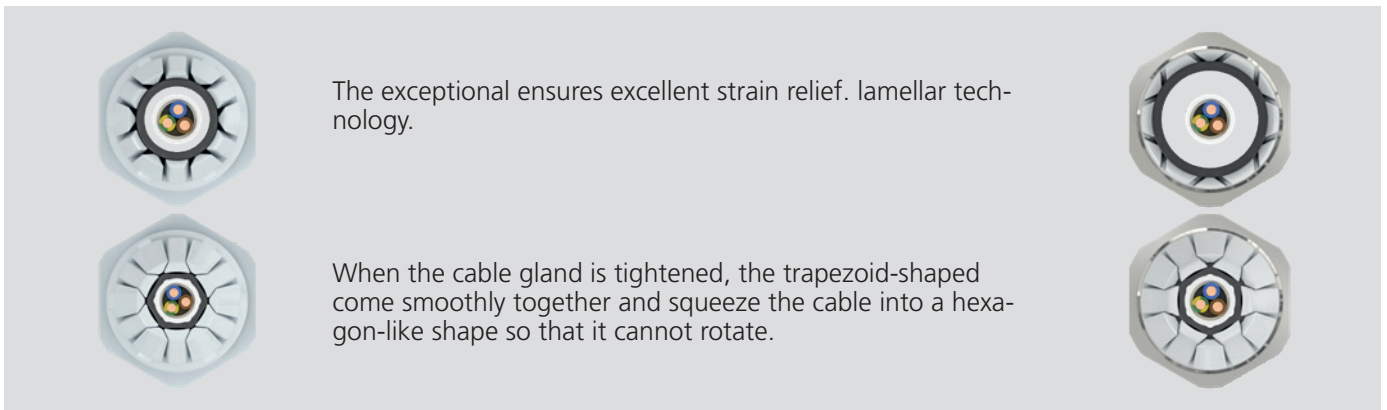 The exceptional ensures excellent strain relief. lamellar tech-
nology.
When the cable gland is tightened, the trapezoid-shaped
come smoothly together and squeeze the cable into a hexa-
gon-like shape so that it cannot rotate.